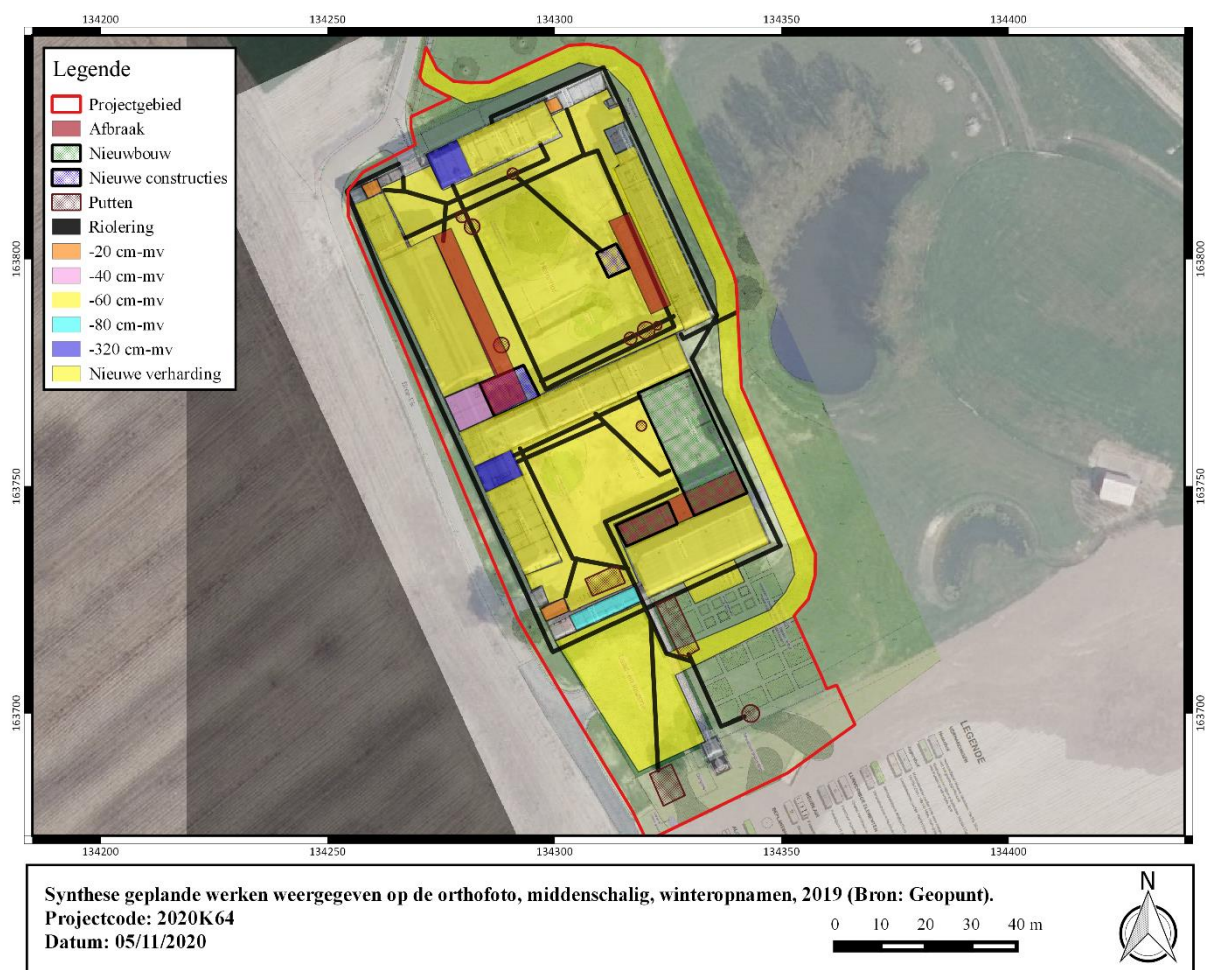 134200 134250 134300 134350 134400
Legende
Projectgebied
Afbraak
Nieuwbouw
Nieuwe constructies
Putten
Riolering
-20 cm-mv
-40 cm-mv
-60 cm-mv
-80 cm-mv
-320 cm-mv
Nieuwe verharding
163800 163800
163750 163750
163700 163700
LEGENDE
134200 134250 134300 134350 134400
Synthese geplande werken weergegeven op de orthofoto, middenschalig, winteropnamen, 2019 (Bron: Geopunt).
Projectcode: 2020K64
Datum: 05/11/2020
0 10 20 30 40 m
N